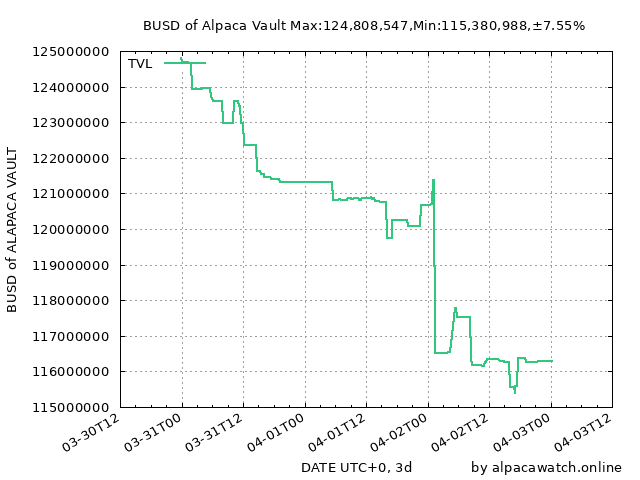 BUSD of Alpaca Vault Max:124,808,547,Min:115,380,988,±7.55%
TVL
BUSD of ALAPACA VAULT
125000000
124000000
123000000
122000000
121000000
120000000
119000000
118000000
117000000
116000000
115000000
03-30T12
03-31T00
03-31T12
04-01T00
04-01T12
04-02T00
04-02T12
04-03T00
04-03T12
DATE UTC+0, 3d
by alpacawatch.online